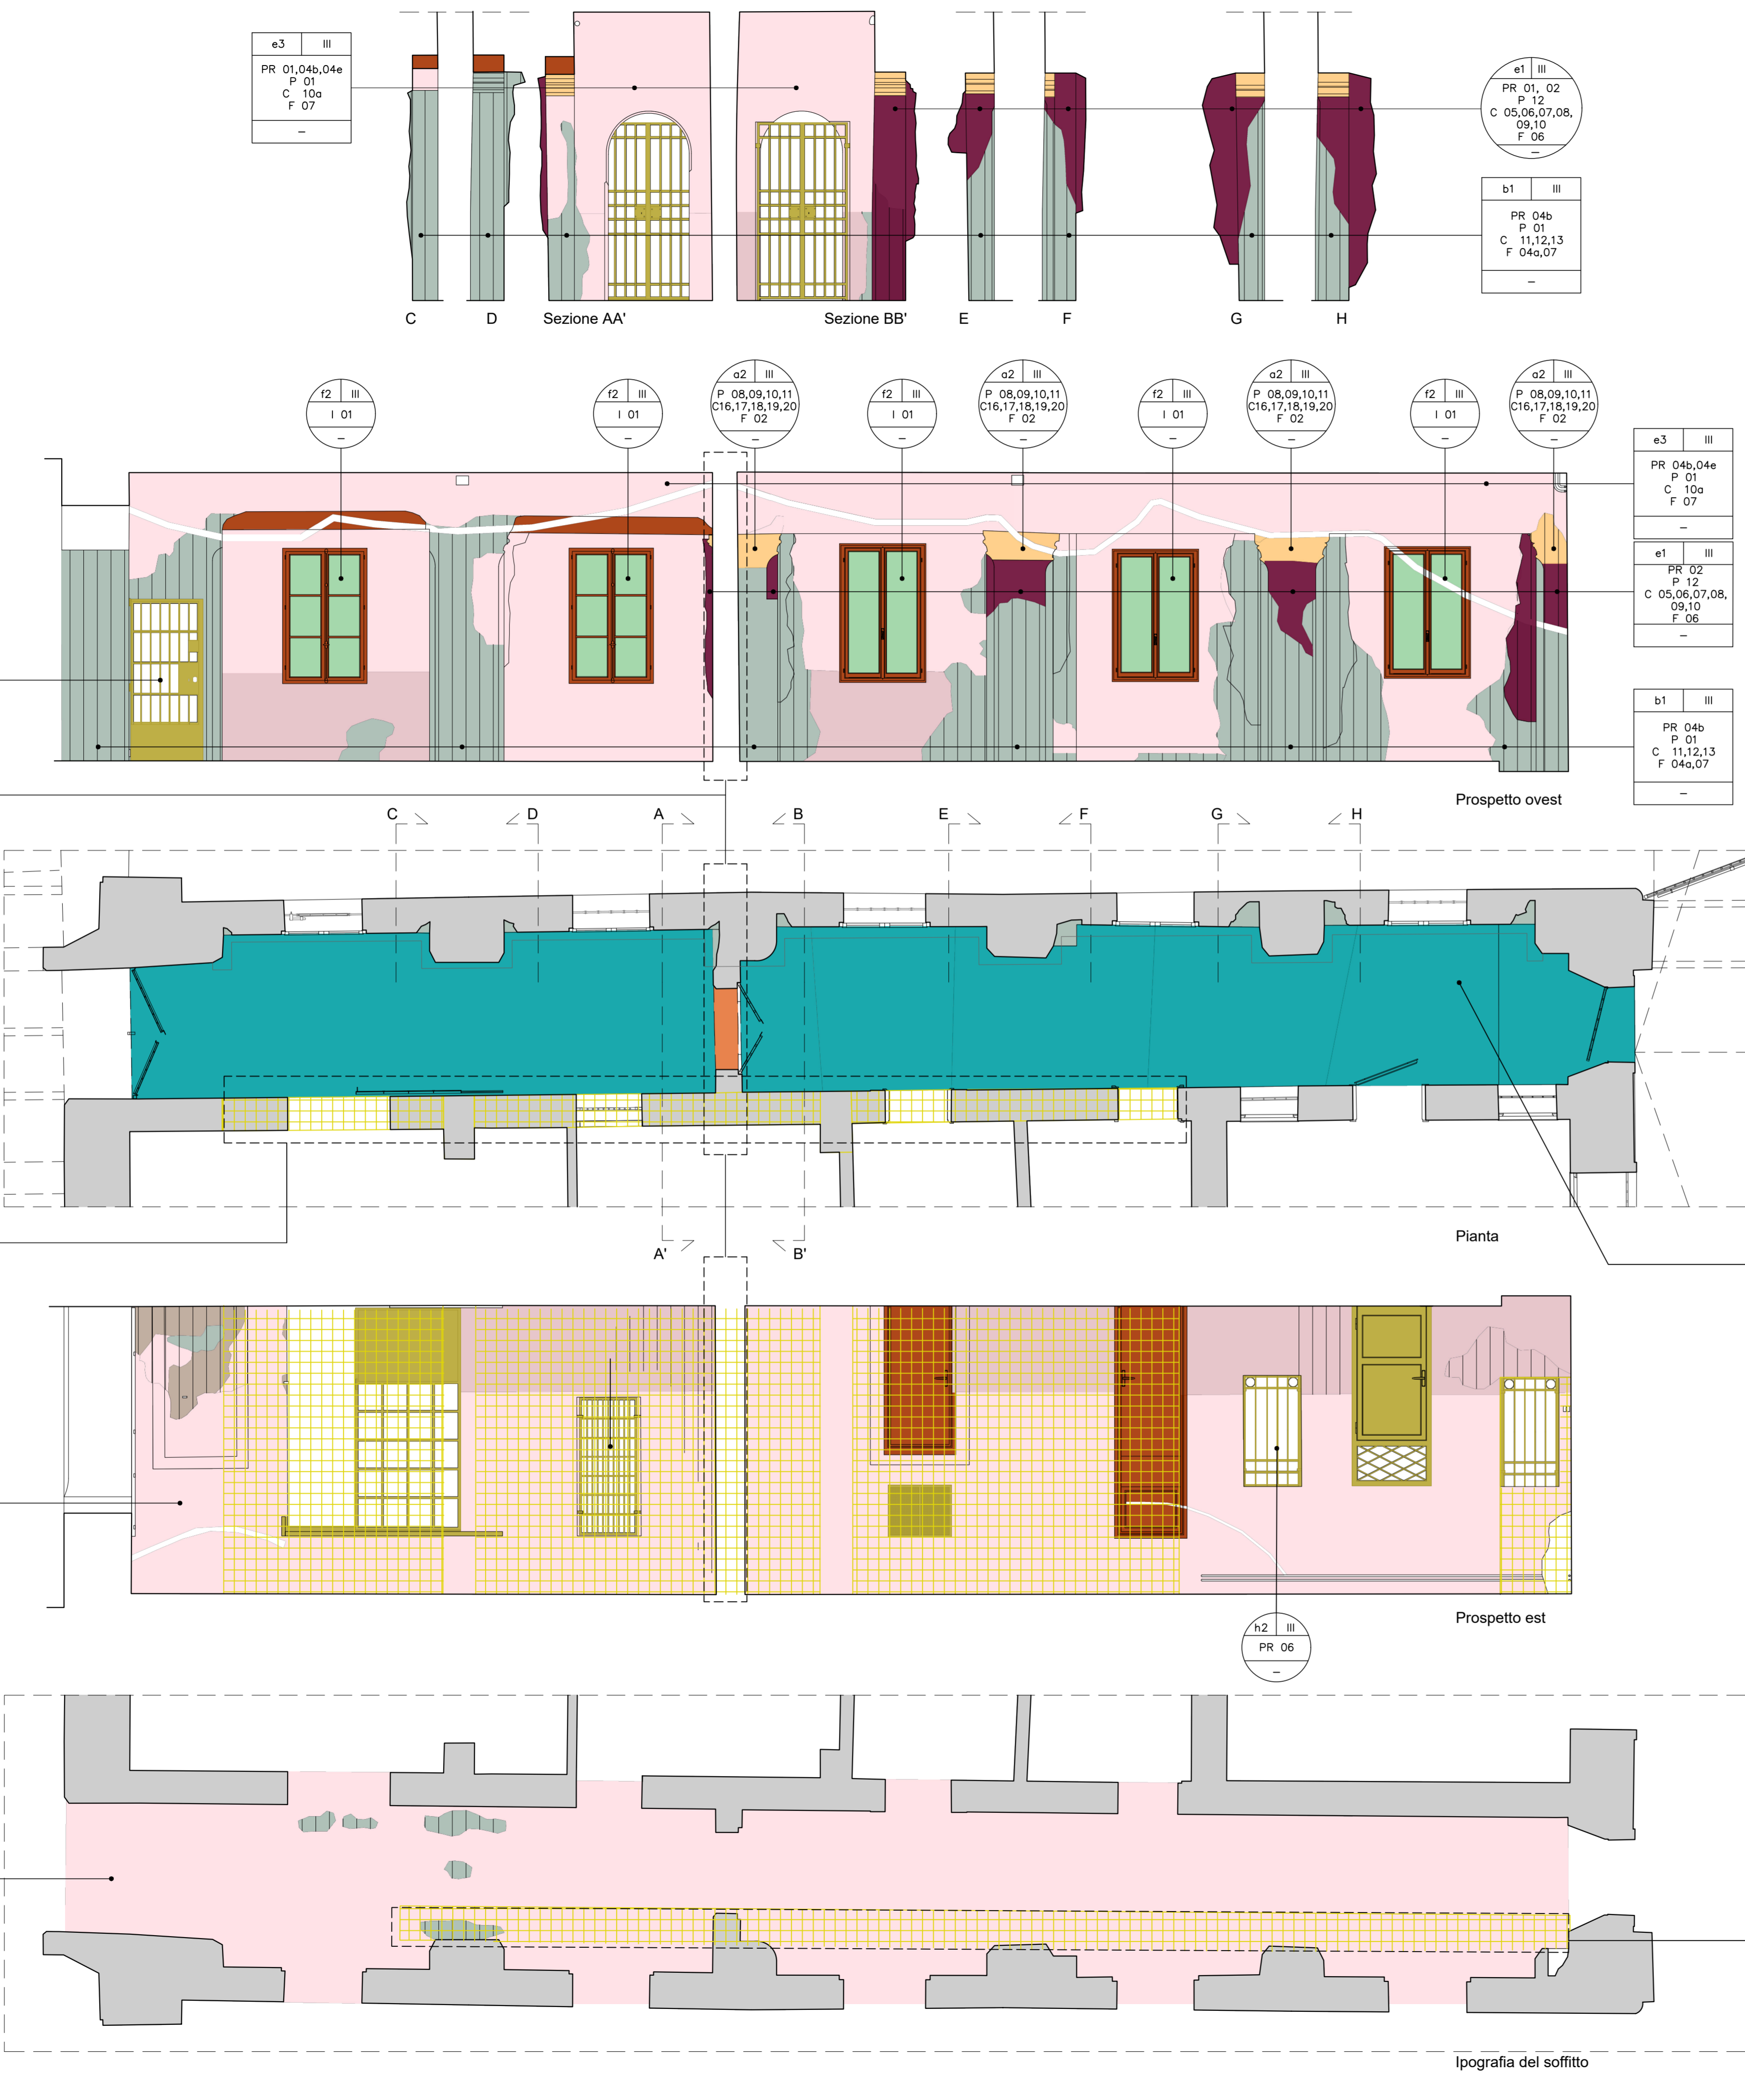 e3 III
PR 01,04b,04e
P 01
C 10a
F 07
–
e1 III
PR 01, 02
P 12
C 05,06,07,08,
09,10
F 06
–
b1 III
PR 04b
P 01
C 11,12,13
F 04a,07
–
C D Sezione AA' Sezione BB' E F G H
f2 III
I 01
–
f2 III
I 01
–
a2 III
P 08,09,10,11
C16,17,18,19,20
F 02
–
f2 III
I 01
–
a2 III
P 08,09,10,11
C16,17,18,19,20
F 02
–
f2 III
I 01
–
a2 III
P 08,09,10,11
C16,17,18,19,20
F 02
–
f2 III
I 01
–
a2 III
P 08,09,10,11
C16,17,18,19,20
F 02
–
e3 III
PR 04b,04e
P 01
C 10a
F 07
–
e1 III
PR 02
P 12
C 05,06,07,08,
09,10
F 06
–
b1 III
PR 04b
P 01
C 11,12,13
F 04a,07
–
Prospetto ovest
C D A B E F G H
A' B'
Pianta
Prospetto est
h2 III
PR 06
–
Ipografia del soffitto